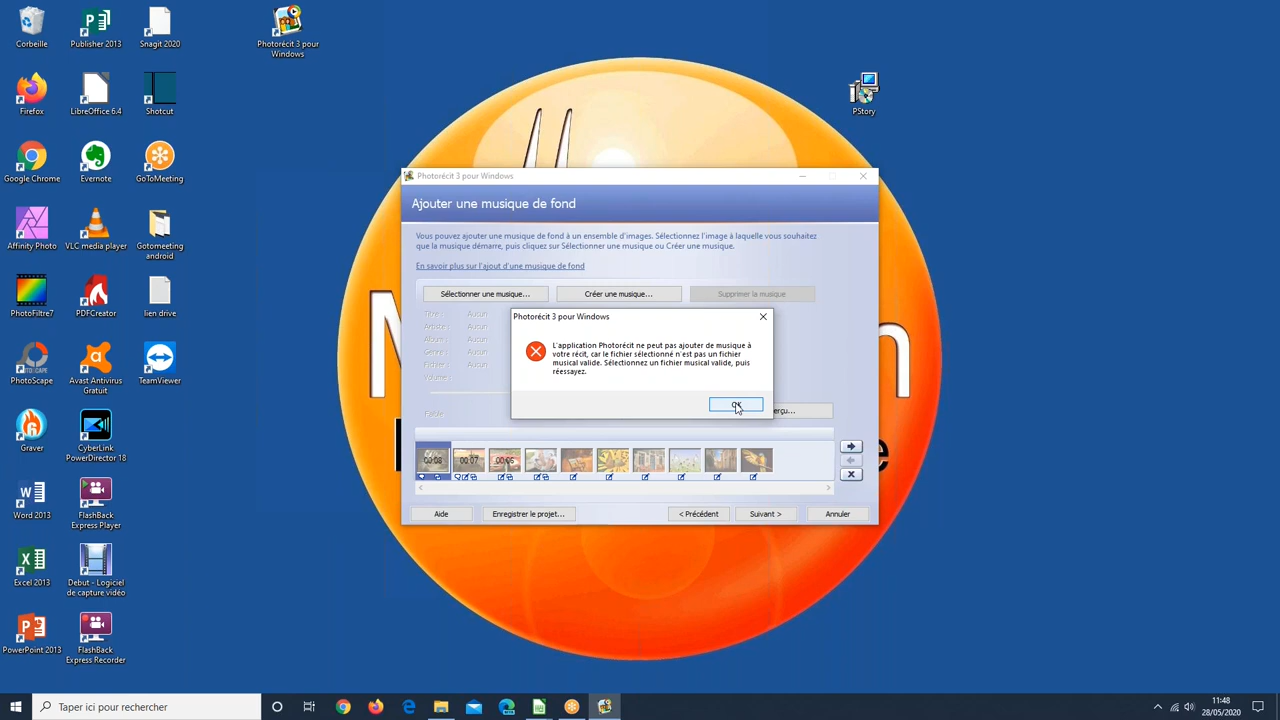 Corbeille
Publisher 2013
Snagit 2020
Photorécit 3 pour
Windows
Firefox
LibreOffice 6.4
Shotcut
PStory
Google Chrome
Evernote
GoToMeeting
Affinity Photo
VLC media player
Gotomeeting
android
PhotoFiltre7
PDFCreator
lien drive
PhotoScape
Avast Antivirus
Gratuit
TeamViewer
Graver
CyberLink
PowerDirector 18
Word 2013
FlashBack
Express Player
Excel 2013
Debut - Logiciel
de capture vidéo
PowerPoint 2013
FlashBack
Express Recorder
Photorécit 3 pour Windows
Ajouter une musique de fond
Vous pouvez ajouter une musique de fond à un ensemble d'images. Sélectionnez l'image à laquelle vous souhaitez
que la musique démarre, puis cliquez sur Sélectionner une musique ou Créer une musique.
En savoir plus sur l'ajout d'une musique de fond
Sélectionner une musique...
Créer une musique...
Supprimer la musique
Titre : Aucun
Artiste : Aucun
Album : Aucun
Genre : Aucun
Fichier : Aucun
Volume :
Faible
Photorécit 3 pour Windows
L'application Photorécit ne peut pas ajouter de musique à
votre récit, car le fichier sélectionné n'est pas un fichier
musical valide. Sélectionnez un fichier musical valide, puis
réessayez.
OK
erçu...
00:08
00:07
00:06
Aide
Enregistrer le projet...
< Précédent
Suivant >
Annuler
Taper ici pour rechercher
11:48
28/05/2020